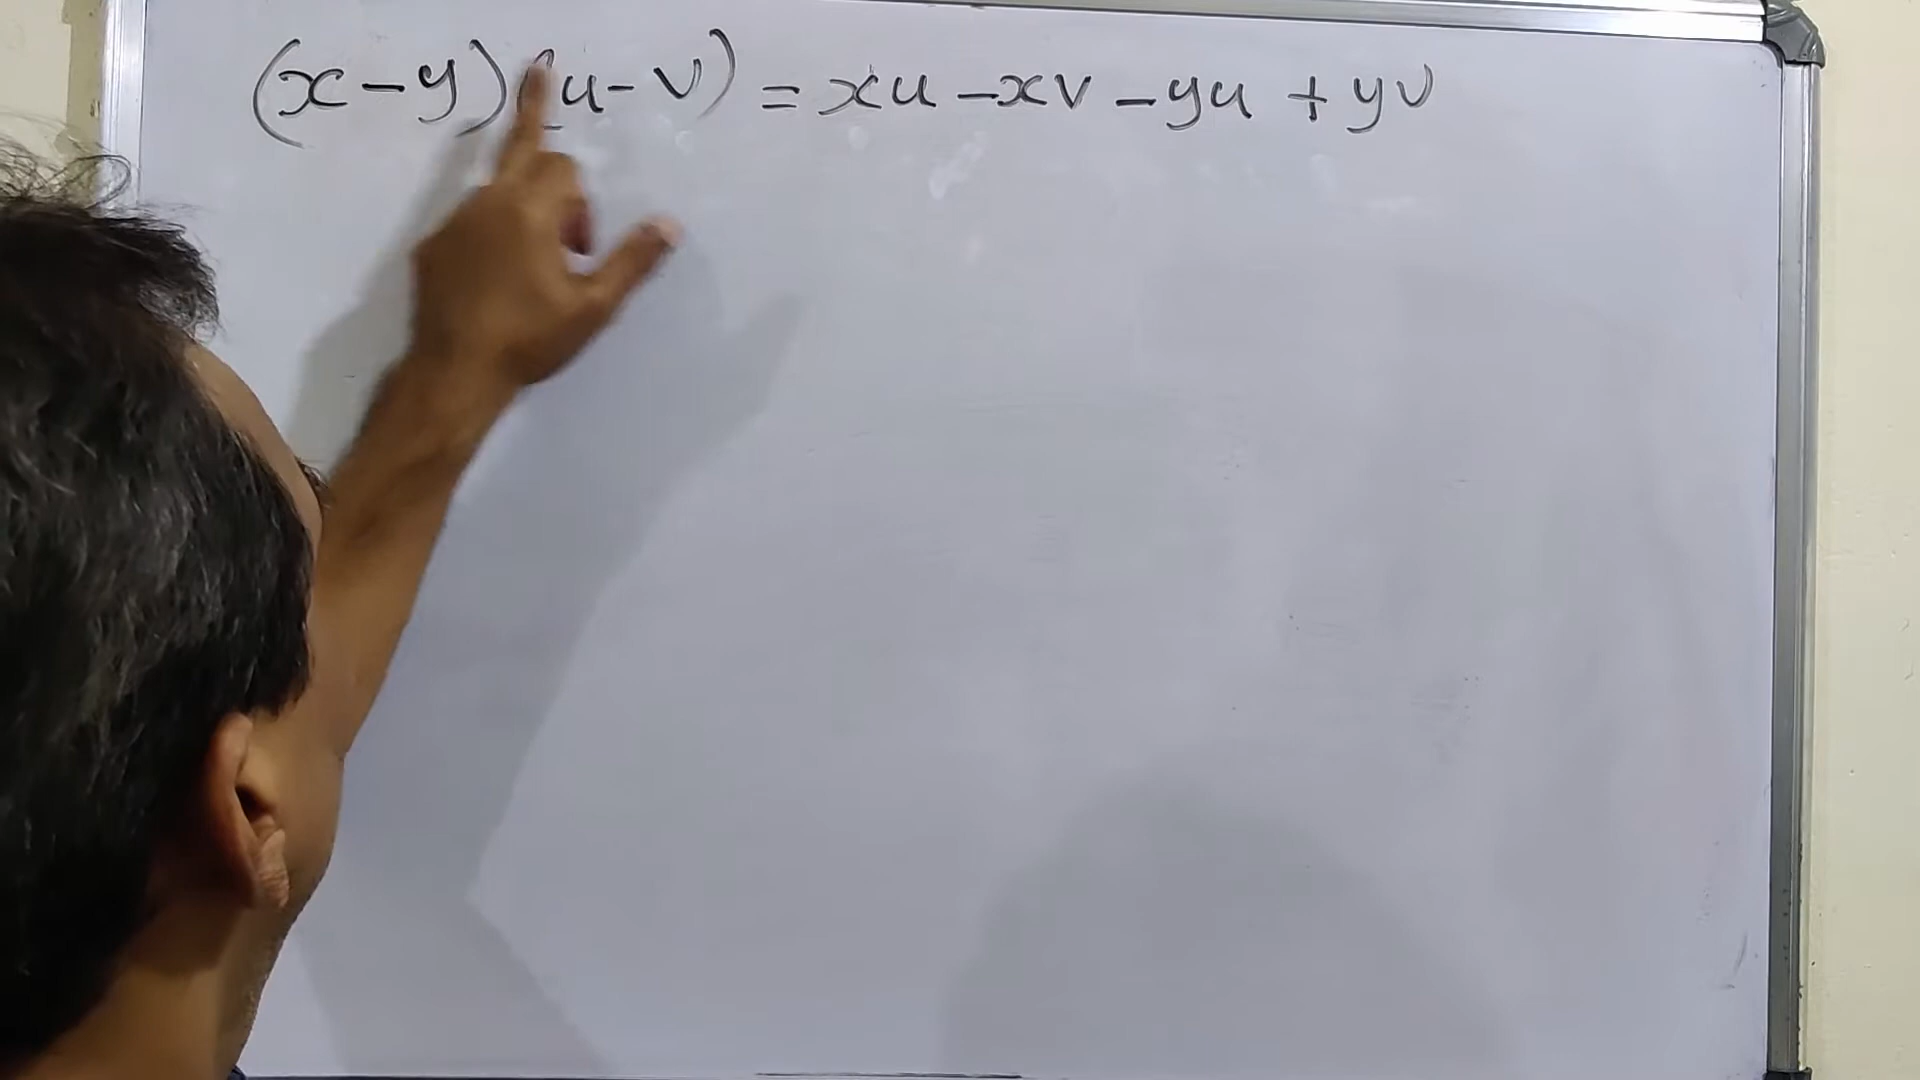 (x-y)(u-v) = xu -xv -yu + yv